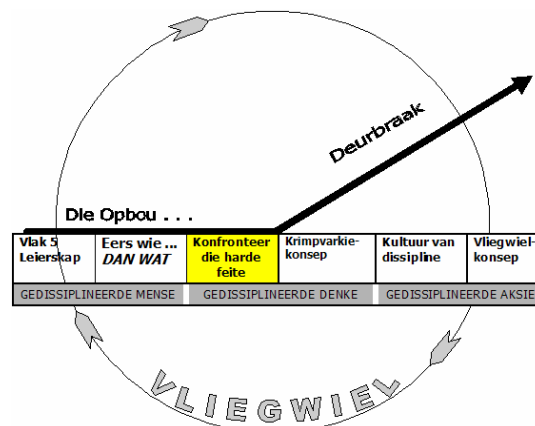 Deurbraak
Die Opbou . . .
Vlak 5
Leierskap
Eers wie ...
DAN WAT
Konfronteer
die harde
feite
Krimpvarkie-
konsep
Kultuur van
dissipline
Vliegwiel-
konsep
GEDISSIPLINEERDE MENSE
GEDISSIPLINEERDE DENKE
GEDISSIPLINEERDE AKSIE
VLIEGWIEL